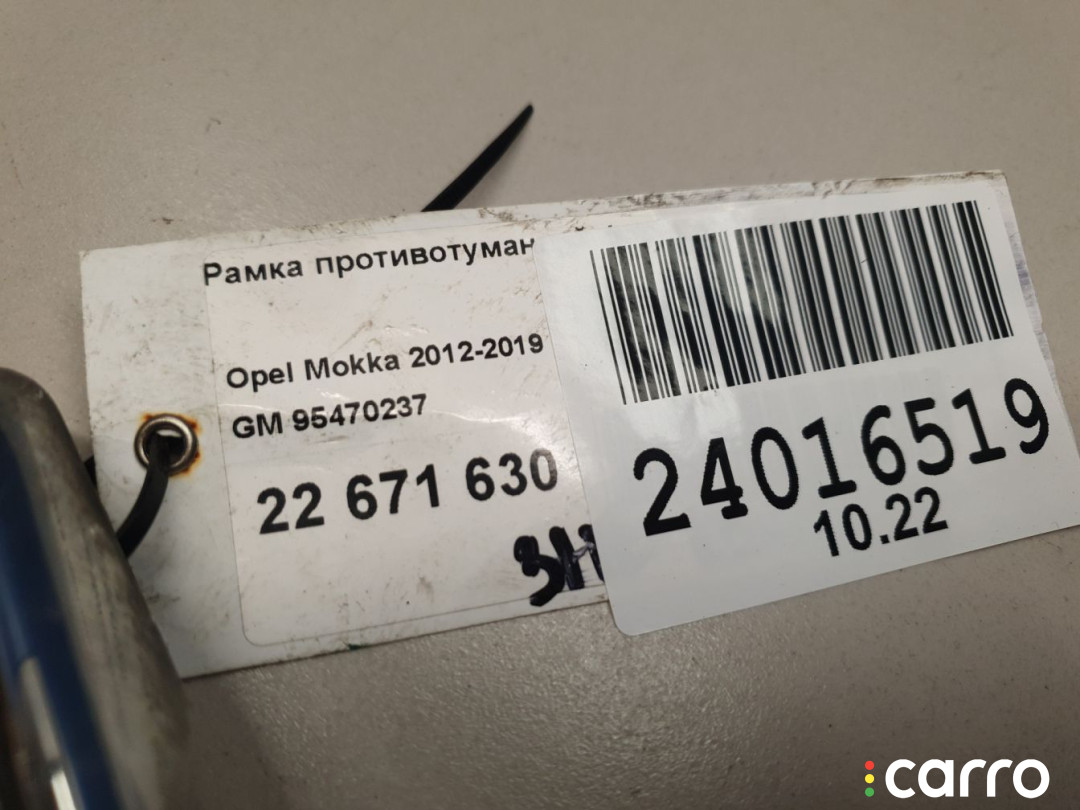 Рамка противотуман
Opel Mokka 2012-2019
GM 95470237
22 671 630
24016519
10.22
carro